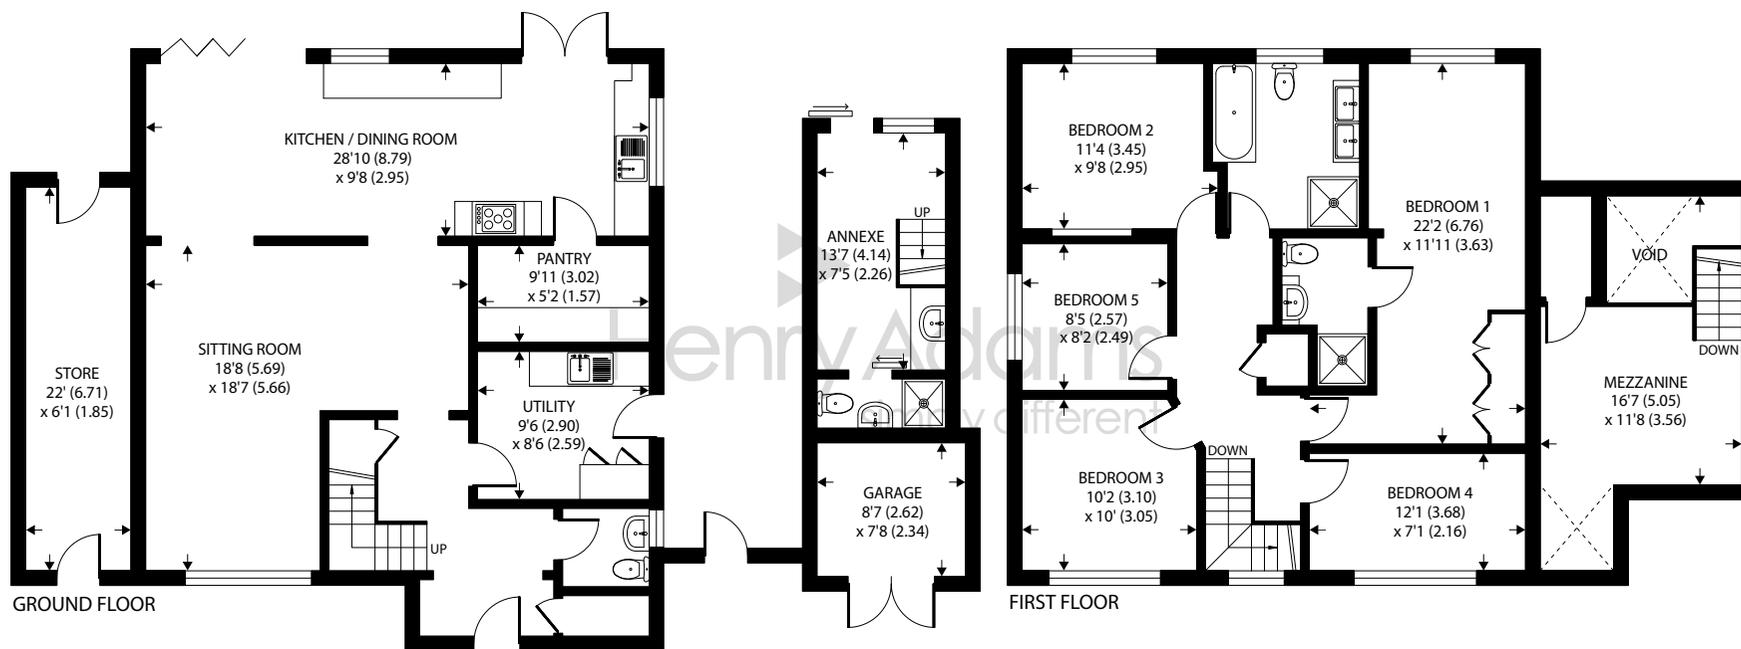 KITCHEN / DINING ROOM
28'10 (8.79)
x 9'8 (2.95)
STORE
22' (6.71)
x 6'1 (1.85)
SITTING ROOM
18'8 (5.69)
x 18'7 (5.66)
PANTRY
9'11 (3.02)
x 5'2 (1.57)
UTILITY
9'6 (2.90)
x 8'6 (2.59)
UP
GROUND FLOOR
ANNEXE
13'7 (4.14)
x 7'5 (2.26)
UP
GARAGE
8'7 (2.62)
x 7'8 (2.34)
Henry Adams
simply different
BEDROOM 2
11'4 (3.45)
x 9'8 (2.95)
BEDROOM 1
22'2 (6.76)
x 11'11 (3.63)
BEDROOM 5
8'5 (2.57)
x 8'2 (2.49)
BEDROOM 3
10'2 (3.10)
x 10' (3.05)
DOWN
BEDROOM 4
12'1 (3.68)
x 7'1 (2.16)
VOID
DOWN
MEZZANINE
16'7 (5.05)
x 11'8 (3.56)
FIRST FLOOR